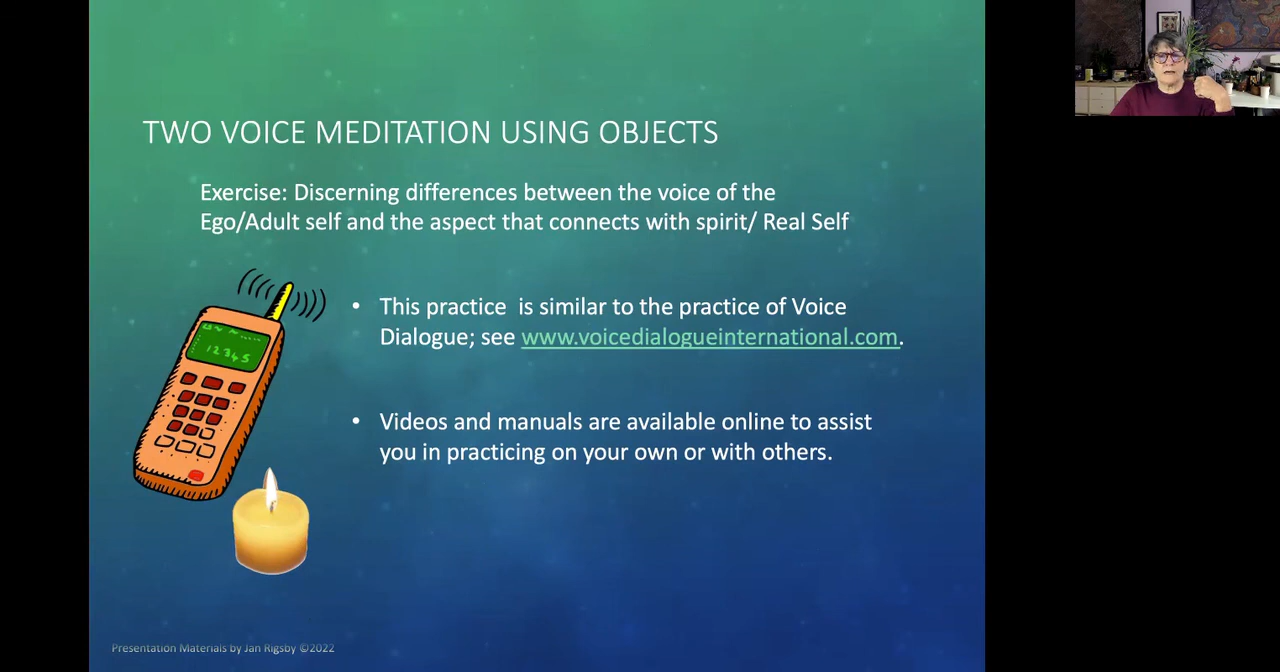 TWO VOICE MEDITATION USING OBJECTS
Exercise: Discerning differences between the voice of the
Ego/Adult self and the aspect that connects with spirit/ Real Self
• This practice  is similar to the practice of Voice
Dialogue; see www.voicedialogueinternational.com.
12345
• Videos and manuals are available online to assist
you in practicing on your own or with others.
Presentation Materials by Jan Rigsby ©2022